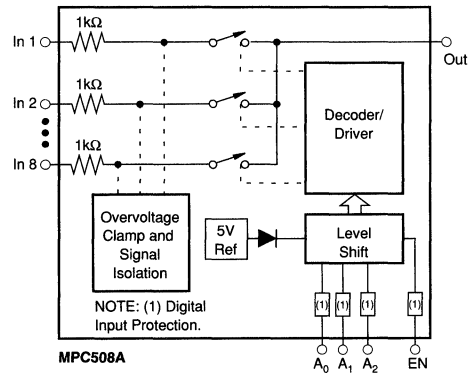 1kΩ
In 1
Out
1kΩ
In 2
1kΩ
In 8
Decoder/
Driver
Overvoltage
Clamp and
Signal
Isolation
5V
Ref
Level
Shift
(1) (1) (1) (1)
NOTE: (1) Digital
Input Protection.
MPC508A
A0 A1 A2 EN